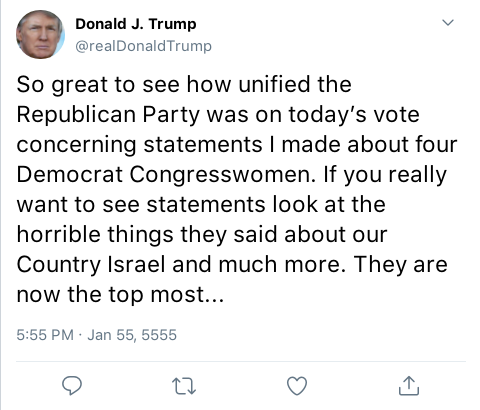 Donald J. Trump
@realDonaldTrump
So great to see how unified the
Republican Party was on today’s vote
concerning statements I made about four
Democrat Congresswomen. If you really
want to see statements look at the
horrible things they said about our
Country Israel and much more. They are
now the top most...
5:55 PM · Jan 55, 5555